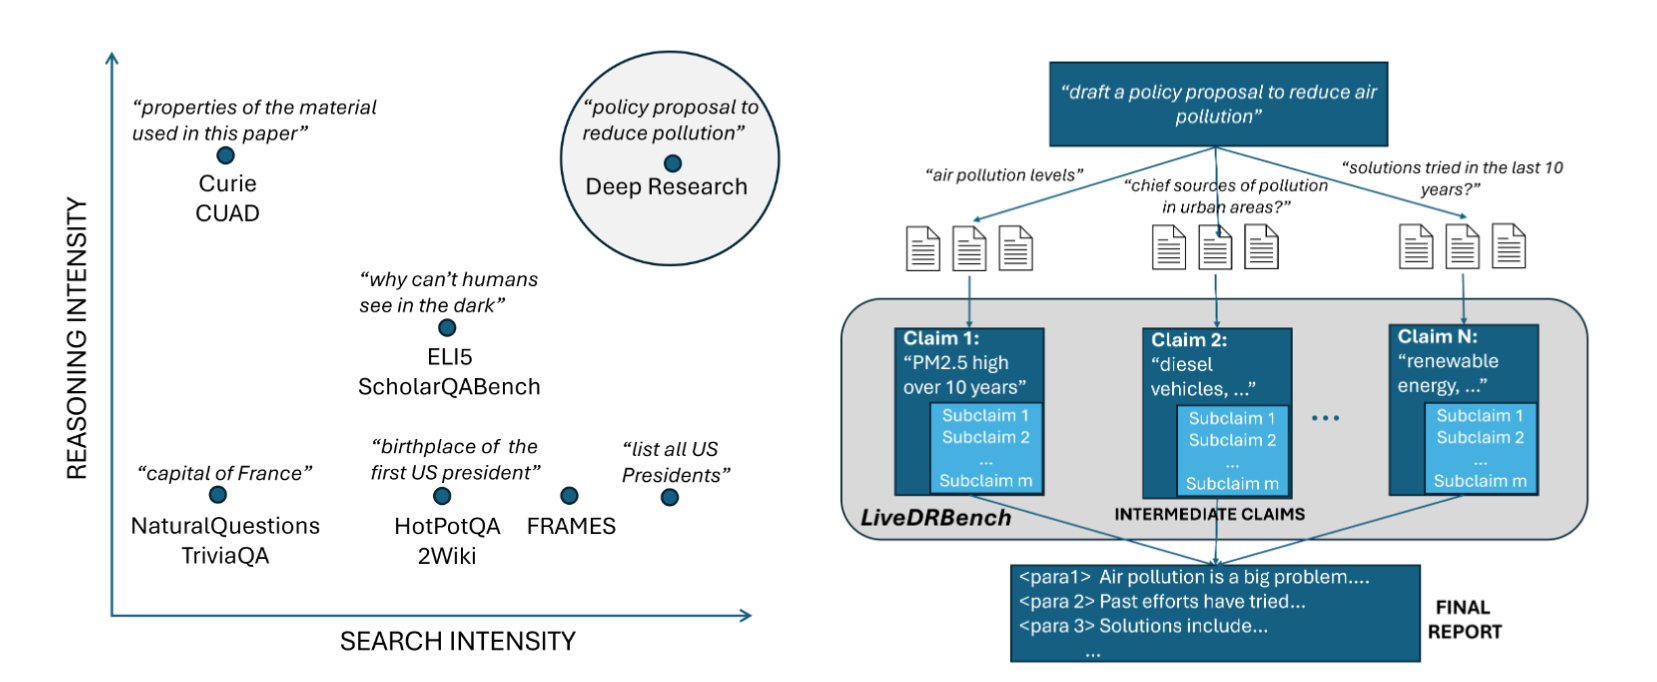 REASONING INTENSITY
“properties of the material
used in this paper”
Curie
CUAD
“policy proposal to
reduce pollution”
Deep Research
“why can’t humans
see in the dark”
ELI5
ScholarQABench
“capital of France”
NaturalQuestions
TriviaQA
“birthplace of the
first US president”
HotPotQA
2Wiki
FRAMES
“list all US
Presidents”
SEARCH INTENSITY
“draft a policy proposal to reduce air
pollution”
“air pollution levels”
“chief sources of pollution
in urban areas?”
“solutions tried in the last 10
years?”
Claim 1:
“PM2.5 high
over 10 years”
Subclaim 1
Subclaim 2
...
Subclaim m
Claim 2:
“diesel
vehicles, ...”
Subclaim 1
Subclaim 2
...
Subclaim m
...
Claim N:
“renewable
energy, ...”
Subclaim 1
Subclaim 2
...
Subclaim m
LiveDRBench
INTERMEDIATE CLAIMS
<para1> Air pollution is a big problem....
<para 2> Past efforts have tried...
<para 3> Solutions include...
...
FINAL
REPORT